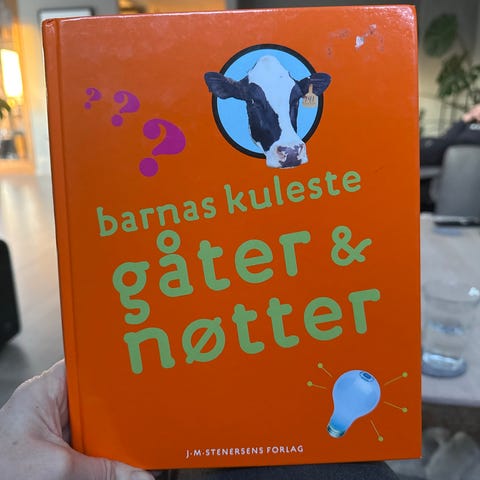 ???
barnas kuleste
gåter &
nøtter
J·M·STENERSENS FORLAG